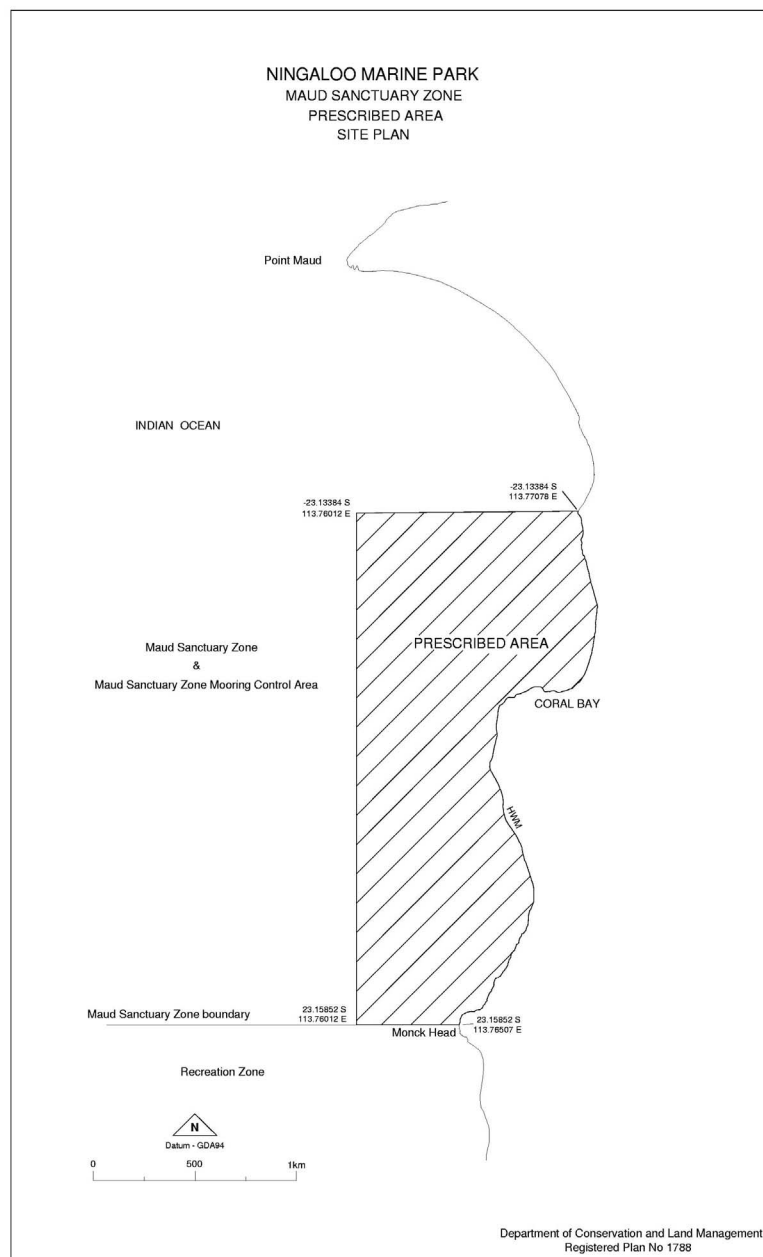 NINGALOO MARINE PARK
MAUD SANCTUARY ZONE
PRESCRIBED AREA
SITE PLAN
Point Maud
INDIAN OCEAN
-23.13384 S
113.77078 E
-23.13384 S
113.76012 E
PRESCRIBED AREA
Maud Sanctuary Zone
&
Maud Sanctuary Zone Mooring Control Area
CORAL BAY
HWM
Maud Sanctuary Zone boundary
23.15852 S
113.76012 E
23.15852 S
113.76507 E
Monck Head
Recreation Zone
N
Datum - GDA94
0 500 1km
Department of Conservation and Land Management
Registered Plan No 1788